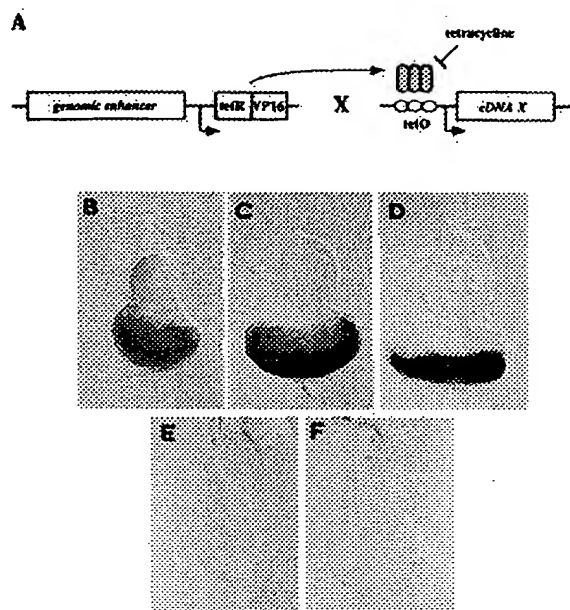 A
tetracycline
genomic enhancer
tetR VP16
X
tetO
cDNA X
B
C
D
E
F